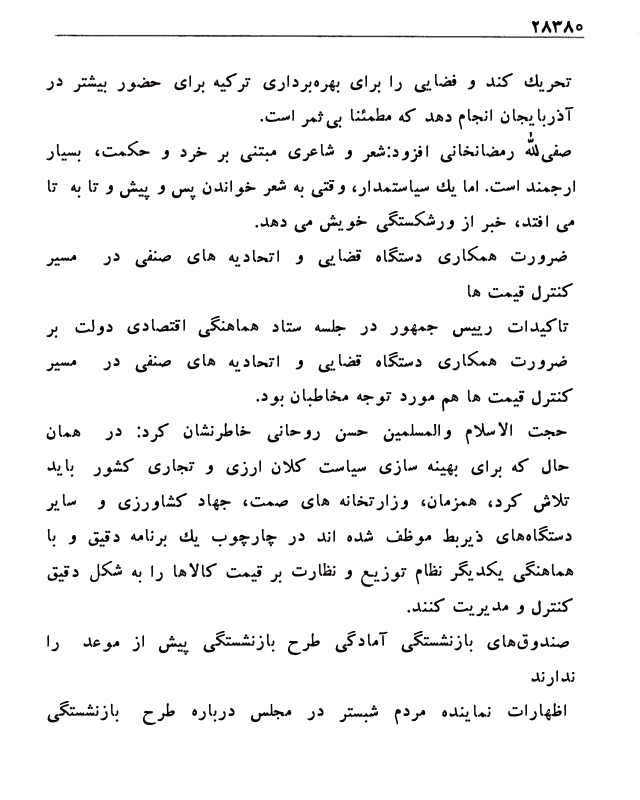 ۲۸۳۸۰
تحریك کند و فضایی را برای بهره‌برداری ترکیه برای حضور بیشتر در
آذربایجان انجام دهد که مطمئنا بی‌ثمر است.
صفی‌الله رمضانخانی افزود:شعر و شاعری مبتنی بر خرد و حکمت، بسیار
ارجمند است. اما یك سیاستمدار، وقتی به شعر خواندن پس و پیش و تا به تا
می افتد، خبر از ورشکستگی خویش می دهد.
ضرورت همکاری دستگاه قضایی و اتحادیه های صنفی در مسیر
کنترل قیمت ها
تاکیدات رییس جمهور در جلسه ستاد هماهنگی اقتصادی دولت بر
ضرورت همکاری دستگاه قضایی و اتحادیه های صنفی در مسیر
کنترل قیمت ها هم مورد توجه مخاطبان بود.
حجت الاسلام والمسلمین حسن روحانی خاطرنشان کرد: در همان
حال که برای بهینه سازی سیاست کلان ارزی و تجاری کشور باید
تلاش کرد، همزمان، وزارتخانه های صمت، جهاد کشاورزی و سایر
دستگاه‌های ذیربط موظف شده اند در چارچوب یك برنامه دقیق و با
هماهنگی یکدیگر نظام توزیع و نظارت بر قیمت کالاها را به شکل دقیق
کنترل و مدیریت کنند.
صندوق‌های بازنشستگی آمادگی طرح بازنشستگی پیش از موعد را
ندارند
اظهارات نماینده مردم شبستر در مجلس درباره طرح بازنشستگی